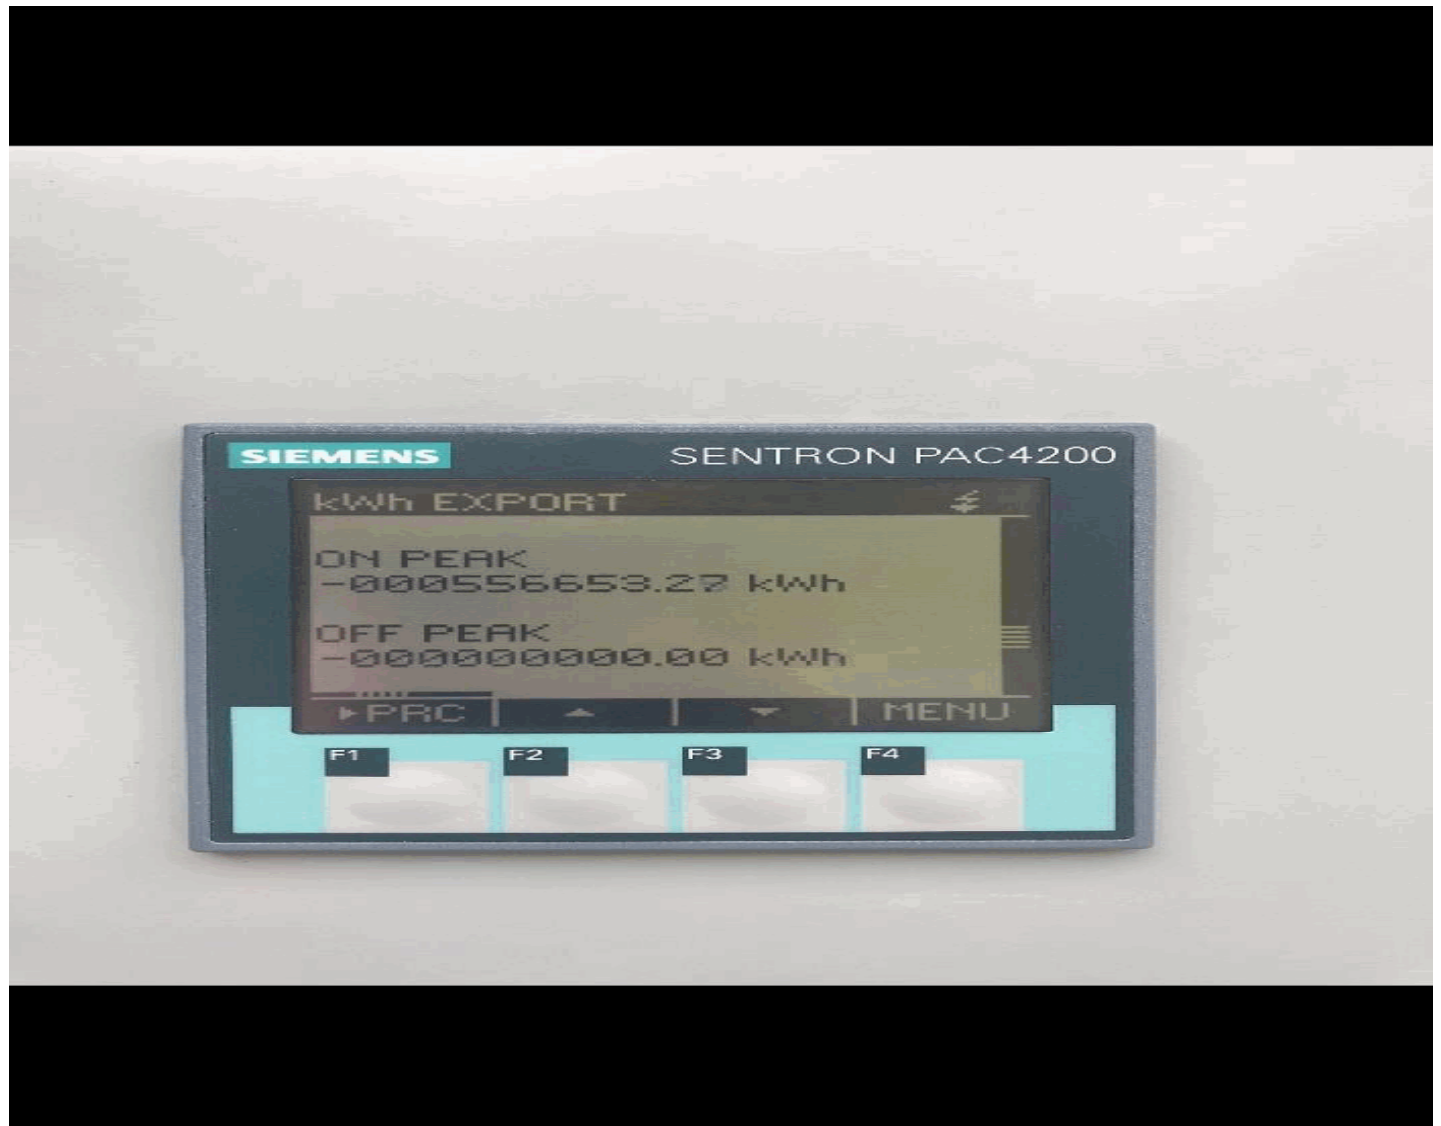 SIEMENS
SENTRON PAC4200
kWh EXPORT
ON PEAK
-000556653.27 kWh
OFF PEAK
-000000000.00 kWh
▸PRC ▲ ▼ MENU
F1 F2 F3 F4